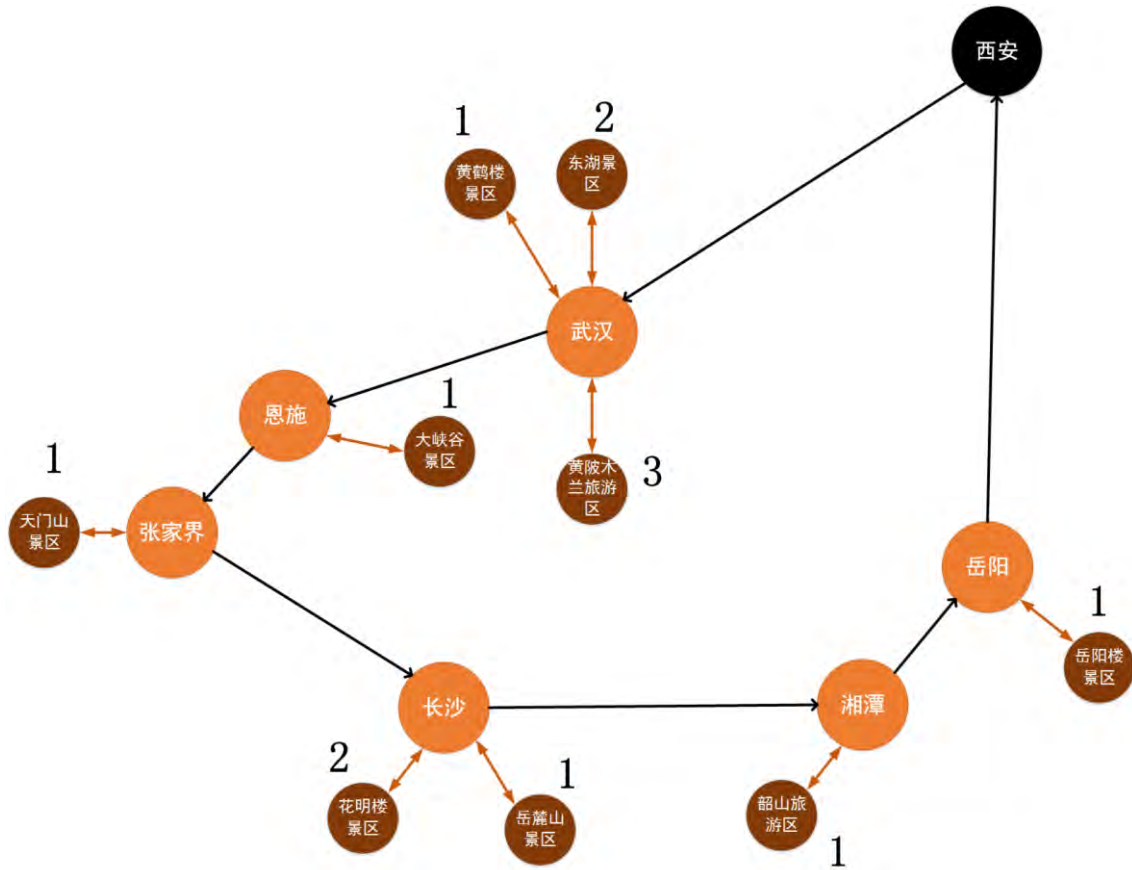 西安
1
2
黄鹤楼
景区
东湖景
区
武汉
恩施
1
大峡谷
景区
黄陂木
兰旅游
区
3
1
天门山
景区
张家界
岳阳
1
岳阳楼
景区
长沙
湘潭
2
花明楼
景区
1
岳麓山
景区
韶山旅
游区
1